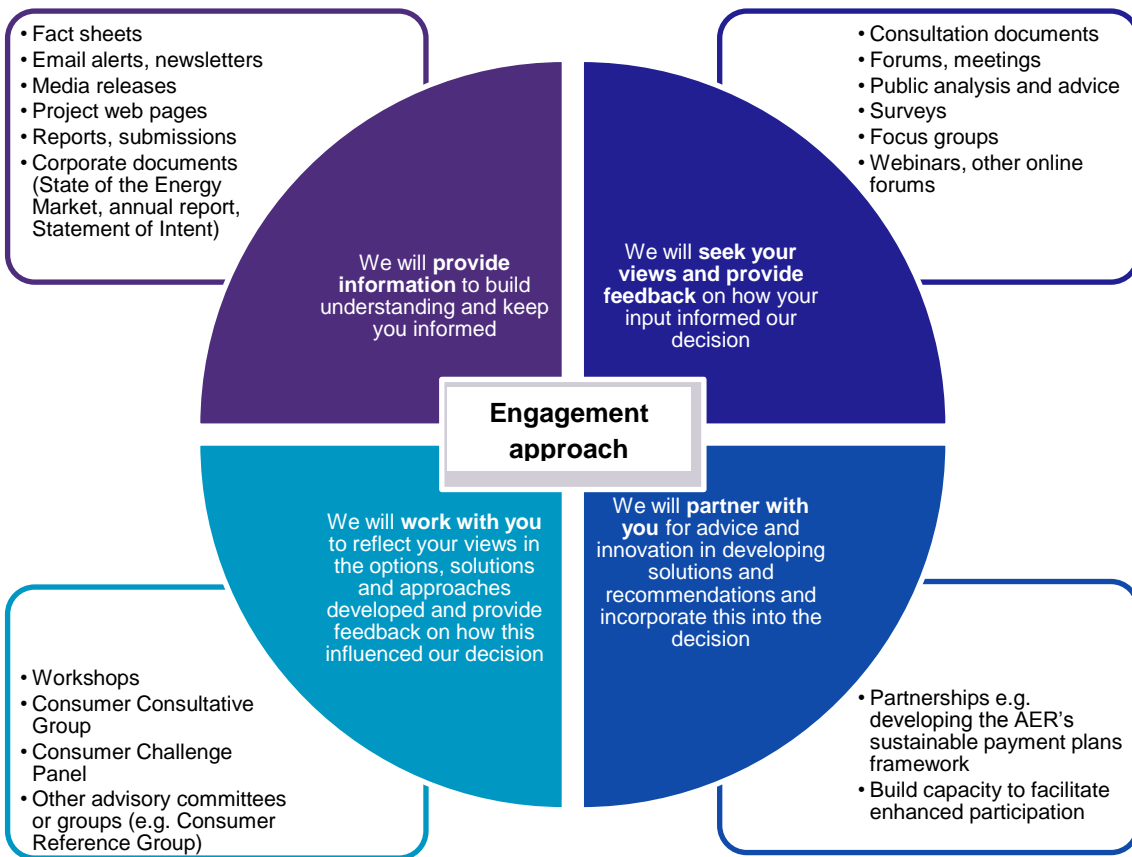 • Fact sheets
• Email alerts, newsletters
• Media releases
• Project web pages
• Reports, submissions
• Corporate documents
(State of the Energy
Market, annual report,
Statement of Intent)
• Consultation documents
• Forums, meetings
• Public analysis and advice
• Surveys
• Focus groups
• Webinars, other online
forums
We will provide
information to build
understanding and keep
you informed
We will seek your
views and provide
feedback on how your
input informed our
decision
Engagement
approach
We will work with you
to reflect your views in
the options, solutions
and approaches
developed and provide
feedback on how this
influenced our decision
We will partner with
you for advice and
innovation in developing
solutions and
recommendations and
incorporate this into the
decision
• Workshops
• Consumer Consultative
Group
• Consumer Challenge
Panel
• Other advisory committees
or groups (e.g. Consumer
Reference Group)
• Partnerships e.g.
developing the AER's
sustainable payment plans
framework
• Build capacity to facilitate
enhanced participation